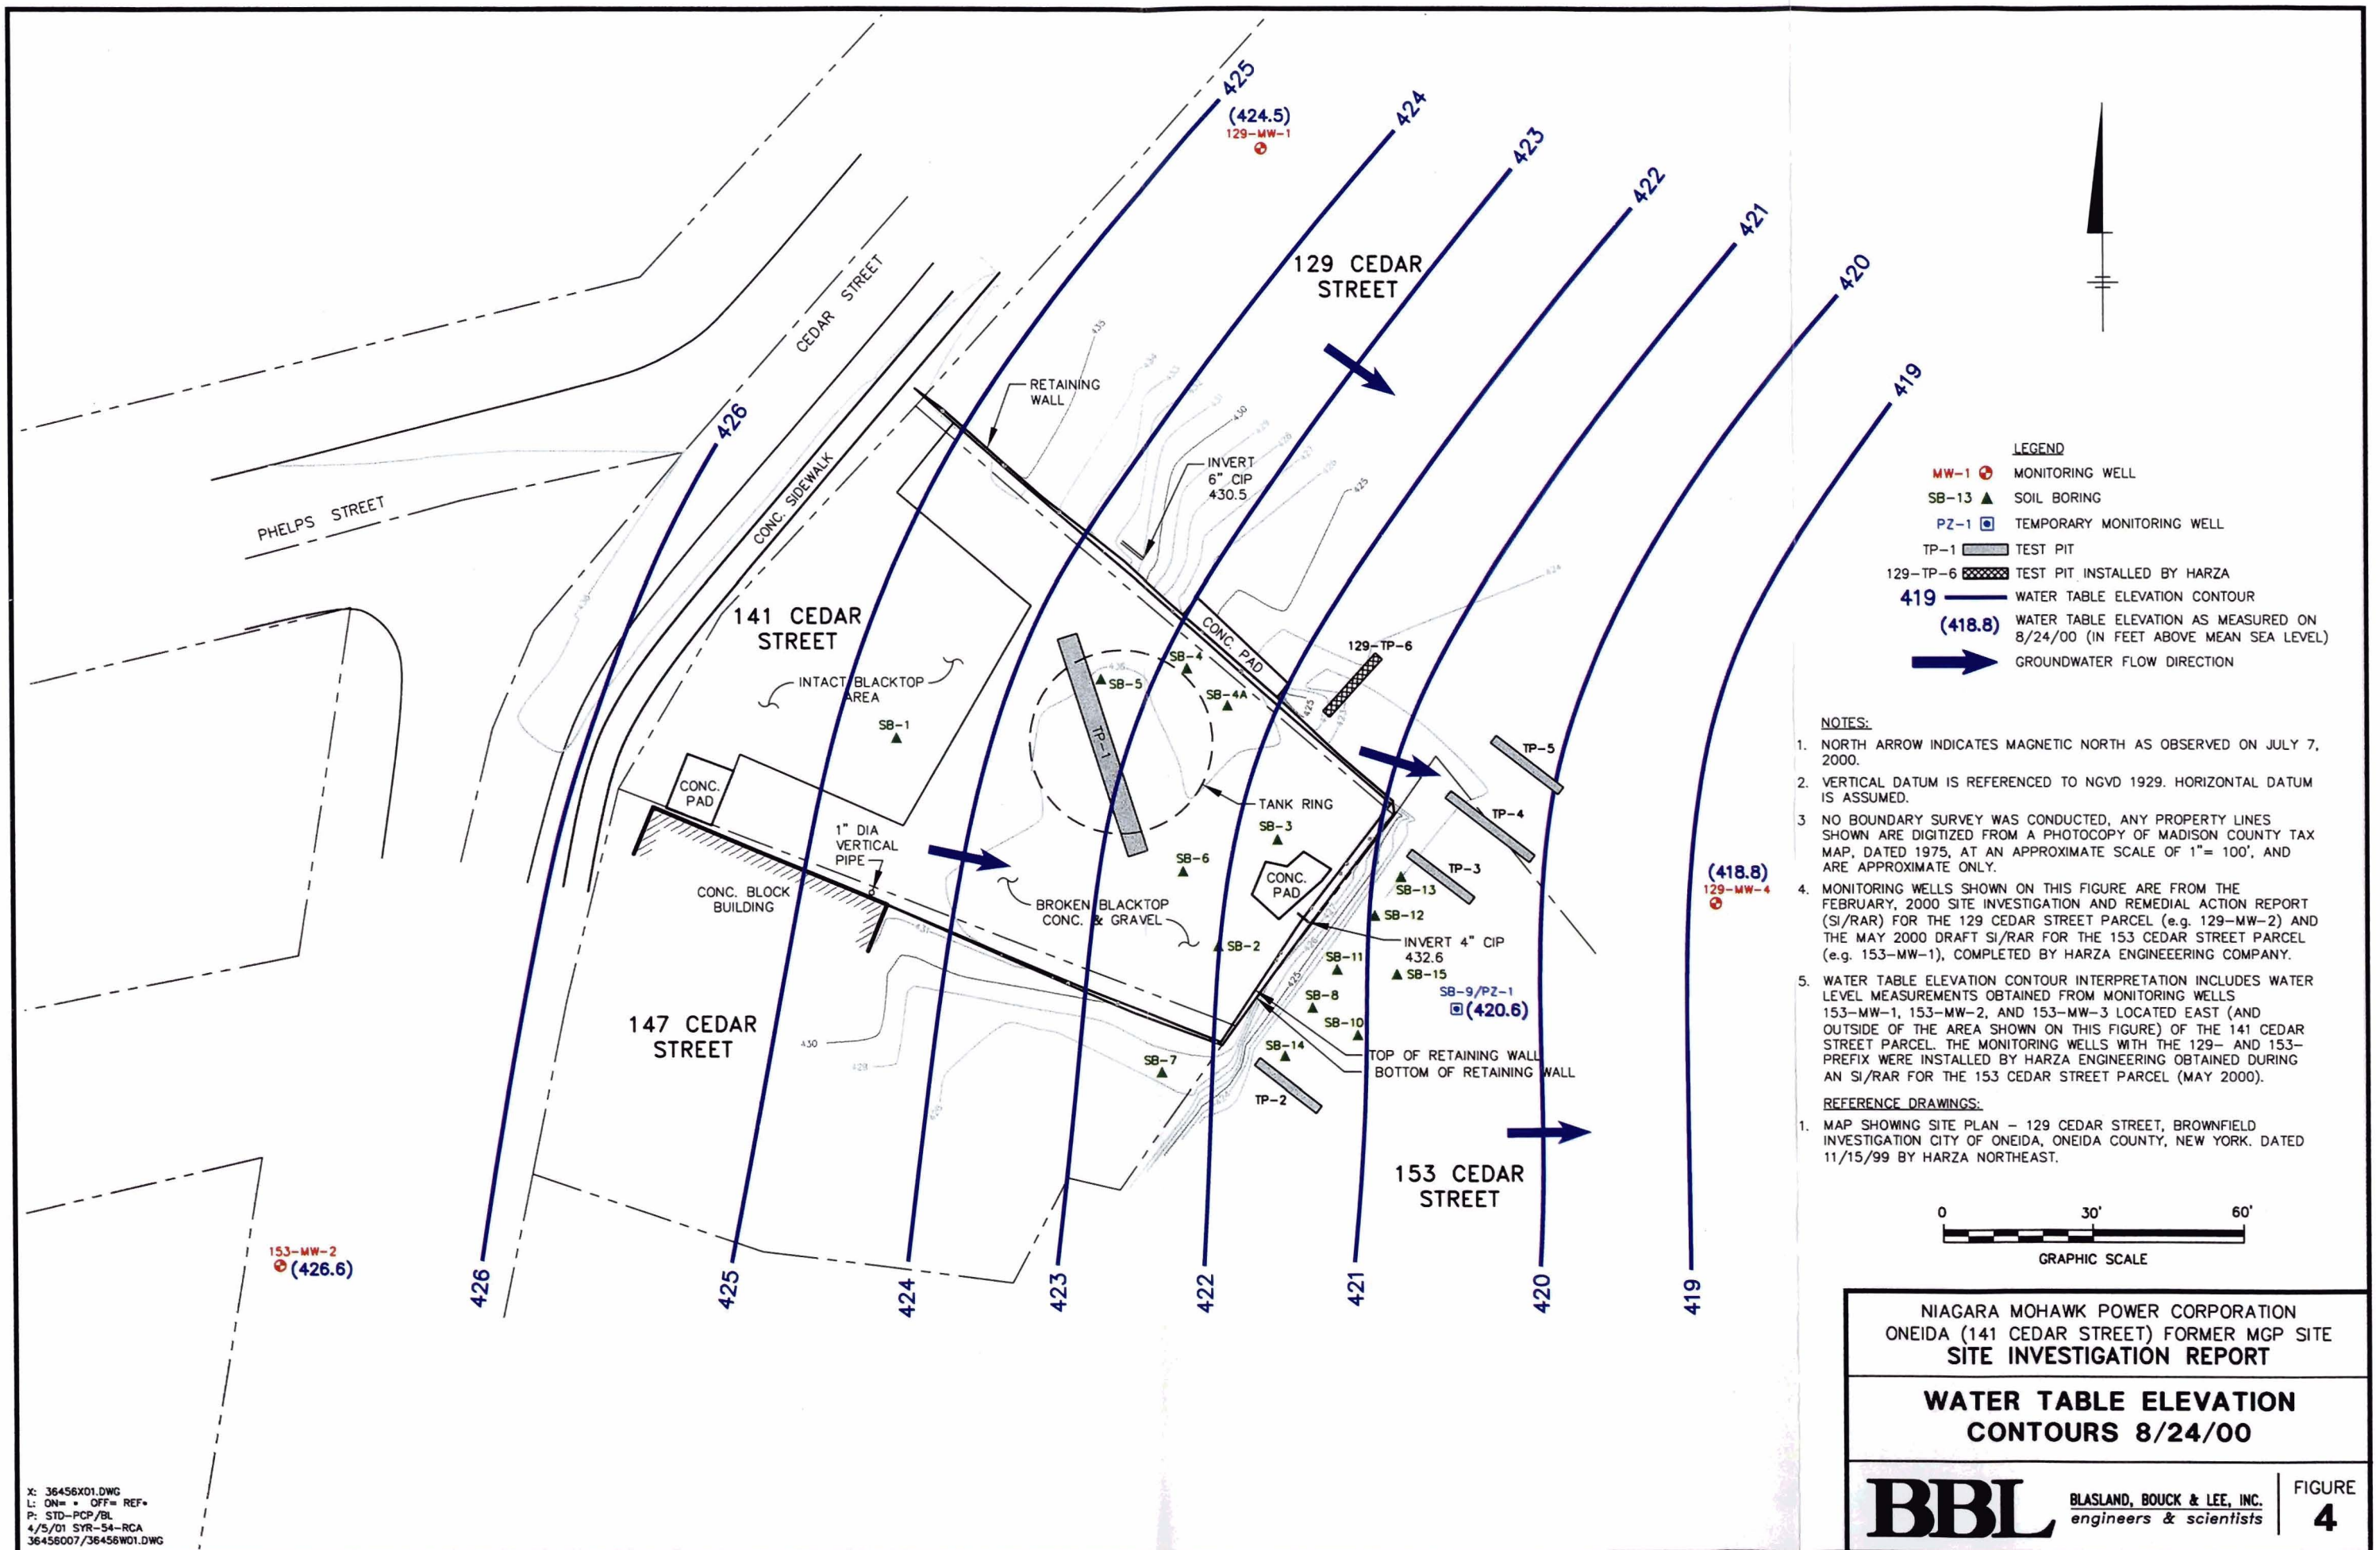 425
(424.5)
129-MW-1
424
423
422
421
420
419
426
129 CEDAR
STREET
CEDAR STREET
CONC. SIDEWALK
PHELPS STREET
435
434
433
431
430
429
428
427
426
425
424
RETAINING
WALL
INVERT
6" CIP
430.5
141 CEDAR
STREET
INTACT BLACKTOP
AREA
SB-1
CONC.
PAD
1" DIA
VERTICAL
PIPE
CONC. BLOCK
BUILDING
CONC. PAD
129-TP-6
425
SB-4
436
SB-5
SB-4A
TP-1
TANK RING
SB-3
SB-6
CONC.
PAD
BROKEN BLACKTOP
CONC. & GRAVEL
SB-2
TP-5
TP-4
TP-3
SB-13
SB-12
INVERT 4" CIP
432.6
SB-11
SB-15
SB-9/PZ-1
(420.6)
SB-8
SB-10
SB-14
TOP OF RETAINING WALL
BOTTOM OF RETAINING WALL
SB-7
TP-2
431
430
426
425
(418.8)
129-MW-4
147 CEDAR
STREET
153 CEDAR
STREET
153-MW-2
(426.6)
426
425
424
423
422
421
420
419
LEGEND
MW-1 MONITORING WELL
SB-13 SOIL BORING
PZ-1 TEMPORARY MONITORING WELL
TP-1 TEST PIT
129-TP-6 TEST PIT INSTALLED BY HARZA
419 WATER TABLE ELEVATION CONTOUR
(418.8) WATER TABLE ELEVATION AS MEASURED ON
8/24/00 (IN FEET ABOVE MEAN SEA LEVEL)
GROUNDWATER FLOW DIRECTION
NOTES:
1. NORTH ARROW INDICATES MAGNETIC NORTH AS OBSERVED ON JULY 7,
2000.
2. VERTICAL DATUM IS REFERENCED TO NGVD 1929. HORIZONTAL DATUM
IS ASSUMED.
3 NO BOUNDARY SURVEY WAS CONDUCTED, ANY PROPERTY LINES
SHOWN ARE DIGITIZED FROM A PHOTOCOPY OF MADISON COUNTY TAX
MAP, DATED 1975, AT AN APPROXIMATE SCALE OF 1"= 100', AND
ARE APPROXIMATE ONLY.
4. MONITORING WELLS SHOWN ON THIS FIGURE ARE FROM THE
FEBRUARY, 2000 SITE INVESTIGATION AND REMEDIAL ACTION REPORT
(SI/RAR) FOR THE 129 CEDAR STREET PARCEL (e.g. 129-MW-2) AND
THE MAY 2000 DRAFT SI/RAR FOR THE 153 CEDAR STREET PARCEL
(e.g. 153-MW-1), COMPLETED BY HARZA ENGINEEERING COMPANY.
5. WATER TABLE ELEVATION CONTOUR INTERPRETATION INCLUDES WATER
LEVEL MEASUREMENTS OBTAINED FROM MONITORING WELLS
153-MW-1, 153-MW-2, AND 153-MW-3 LOCATED EAST (AND
OUTSIDE OF THE AREA SHOWN ON THIS FIGURE) OF THE 141 CEDAR
STREET PARCEL. THE MONITORING WELLS WITH THE 129- AND 153-
PREFIX WERE INSTALLED BY HARZA ENGINEERING OBTAINED DURING
AN SI/RAR FOR THE 153 CEDAR STREET PARCEL (MAY 2000).
REFERENCE DRAWINGS:
1. MAP SHOWING SITE PLAN - 129 CEDAR STREET, BROWNFIELD
INVESTIGATION CITY OF ONEIDA, ONEIDA COUNTY, NEW YORK. DATED
11/15/99 BY HARZA NORTHEAST.
0 30' 60'
GRAPHIC SCALE
NIAGARA MOHAWK POWER CORPORATION
ONEIDA (141 CEDAR STREET) FORMER MGP SITE
SITE INVESTIGATION REPORT
WATER TABLE ELEVATION
CONTOURS 8/24/00
BBL
BLASLAND, BOUCK & LEE, INC.
engineers & scientists
FIGURE
4
X: 36456X01.DWG
L: ON= * OFF= REF*
P: STD-PCP/BL
4/5/01 SYR-54-RCA
36456007/36456W01.DWG